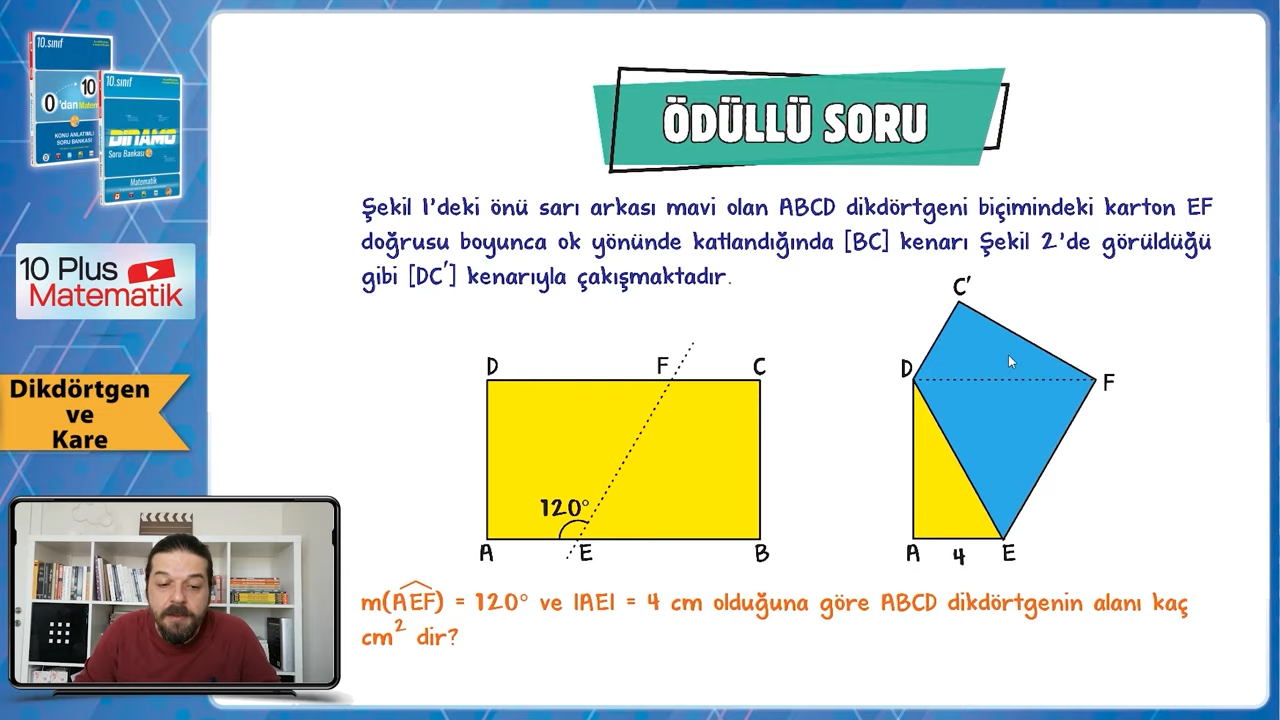 10.sınıf
0'dan 10
KONU ANLATIMLI
SORU BANKASI
10.sınıf
DİNAMO
Soru Bankası
Matematik
10 Plus
Matematik
Dikdörtgen
ve
Kare
ÖDÜLLÜ SORU
Şekil 1'deki önü sarı arkası mavi olan ABCD dikdörtgeni biçimindeki karton EF
doğrusu boyunca ok yönünde katlandığında [BC] kenarı Şekil 2'de görüldüğü
gibi [DC'] kenarıyla çakışmaktadır.
D F C
120°
A E B
C'
D F
A 4 E
m(AEF) = 120° ve |AE| = 4 cm olduğuna göre ABCD dikdörtgenin alanı kaç
cm² dir?